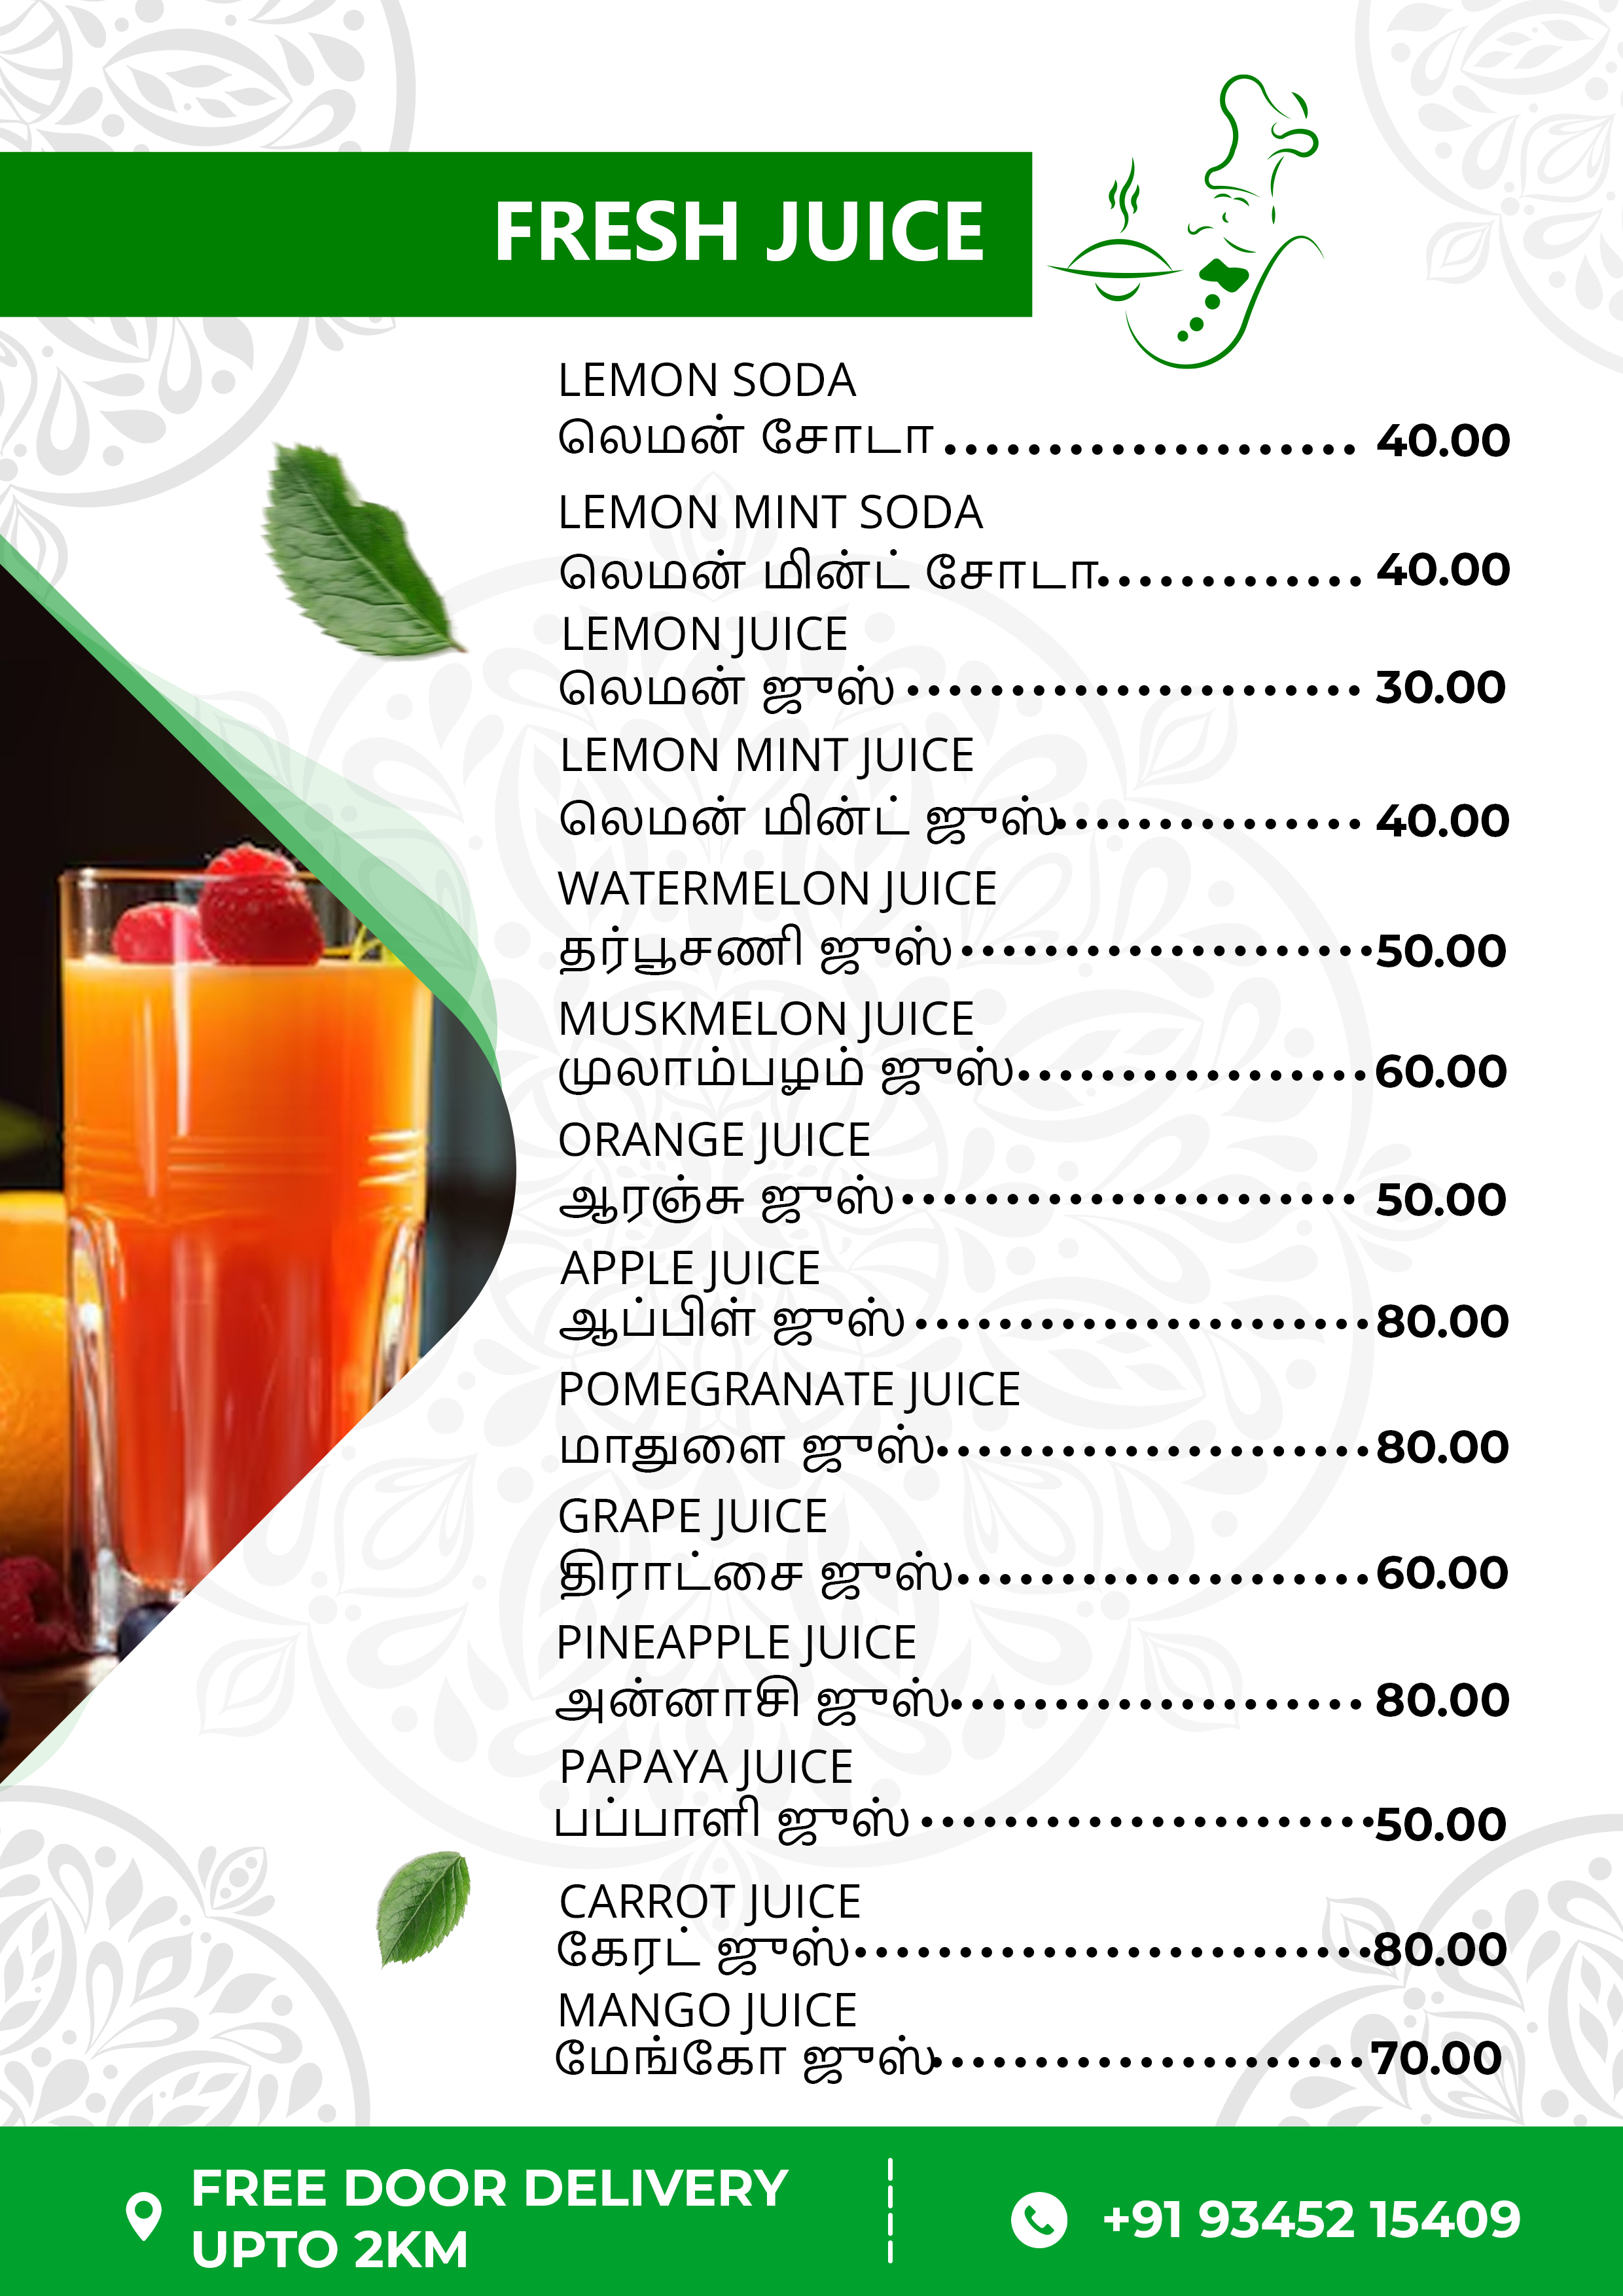 FRESH JUICE
LEMON SODA
லெமன் சோடா .................... 40.00
LEMON MINT SODA
லெமன் மின்ட் சோடா............. 40.00
LEMON JUICE
லெமன் ஜுஸ் ...................... 30.00
LEMON MINT JUICE
லெமன் மின்ட் ஜுஸ்............... 40.00
WATERMELON JUICE
தர்பூசணி ஜுஸ் ....................50.00
MUSKMELON JUICE
முலாம்பழம் ஜுஸ்.................60.00
ORANGE JUICE
ஆரஞ்சு ஜுஸ் ...................... 50.00
APPLE JUICE
ஆப்பிள் ஜுஸ் ......................80.00
POMEGRANATE JUICE
மாதுளை ஜுஸ்.....................80.00
GRAPE JUICE
திராட்சை ஜுஸ்....................60.00
PINEAPPLE JUICE
அன்னாசி ஜுஸ்.................... 80.00
PAPAYA JUICE
பப்பாளி ஜுஸ் ......................50.00
CARROT JUICE
கேரட் ஜுஸ்.........................80.00
MANGO JUICE
மேங்கோ ஜுஸ்.....................70.00
FREE DOOR DELIVERY
UPTO 2KM
+91 93452 15409